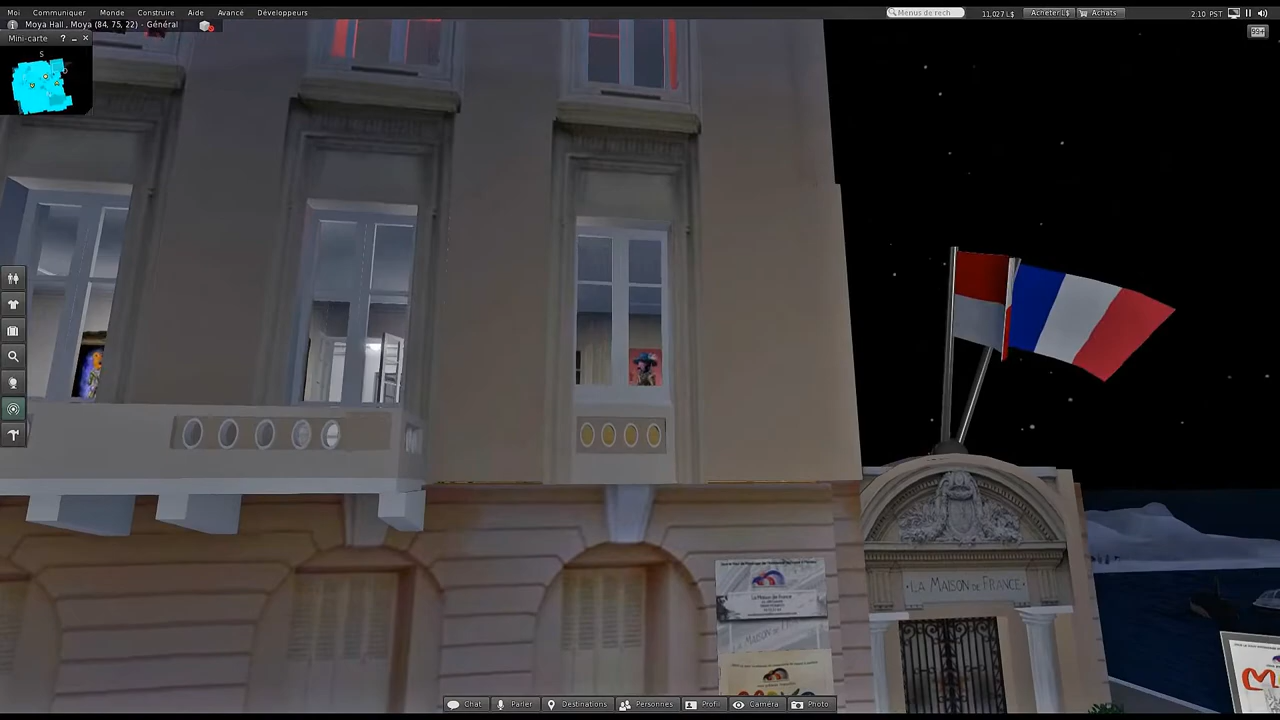 Moi Communiquer Monde Construire Aide Avancé Développeurs
Menus de rech 11,027 L$ Acheter L$ Achats 2:10 PST
Moya Hall , Moya (84, 75, 22) - Général
99+
Mini-carte
S
La Maison de France
MAISON
LA MAISON DE FRANCE
Chat Parler Destinations Personnes Profil Caméra Photo